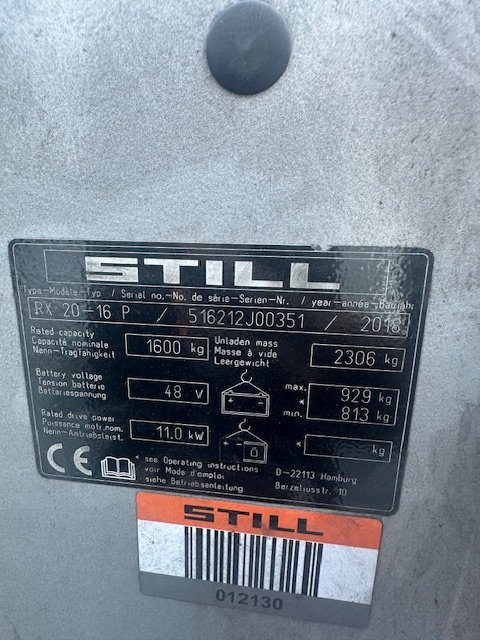 STILL
Type-Modèle-Typ / Serial no.-No. de série-Serien-Nr. / year-année-Baujahr
RX 20-16 P / 516212J00351 / 2018
Rated capacity
Capacité nominale
Nenn-Tragfähigkeit
1600 kg
Unladen mass
Masse à vide
Leergewicht
2306 kg
Battery voltage
Tension batterie
Batteriespannung
48 V
max. 929 kg
* min. 813 kg
Rated drive power
Puissance motr.nom.
Nenn-Antriebsleist.
11.0 kW
* kg
CE
* see Operating instructions
voir Mode d'emploi
siehe Betriebsanleitung
D-22113 Hamburg
Berzeliusstr. 10
STILL
012130